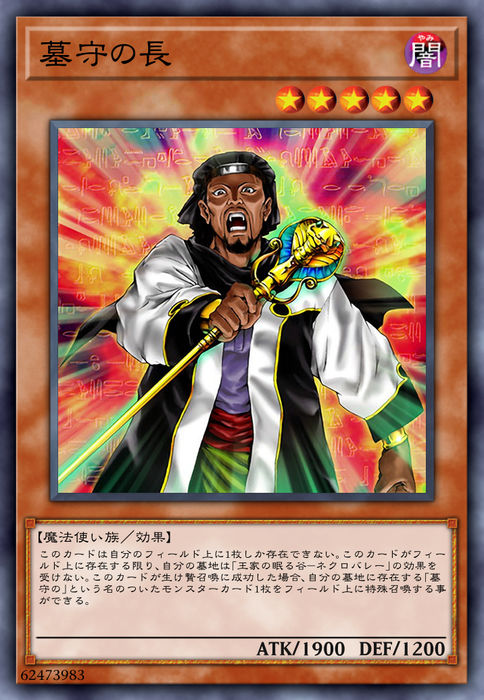 墓守の長
やみ
闇
【魔法使い族／効果】
このカードは自分のフィールド上に1枚しか存在できない。このカードがフィー
ルド上に存在する限り、自分の墓地は「王家の眠る谷－ネクロバレー」の効果を
受けない。このカードが生け贄召喚に成功した場合、自分の墓地に存在する「墓
守の」という名のついたモンスターカード1枚をフィールド上に特殊召喚する事
ができる。
ATK/1900 DEF/1200
62473983